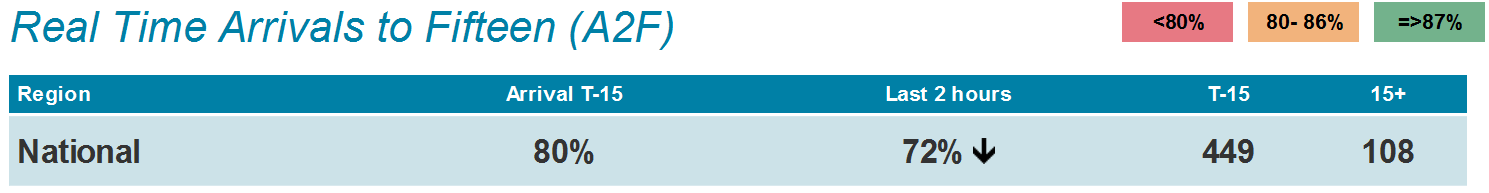 Real Time Arrivals to Fifteen (A2F)
<80% 80- 86% =>87%
Region Arrival T-15 Last 2 hours T-15 15+
National 80% 72% 🡳 449 108